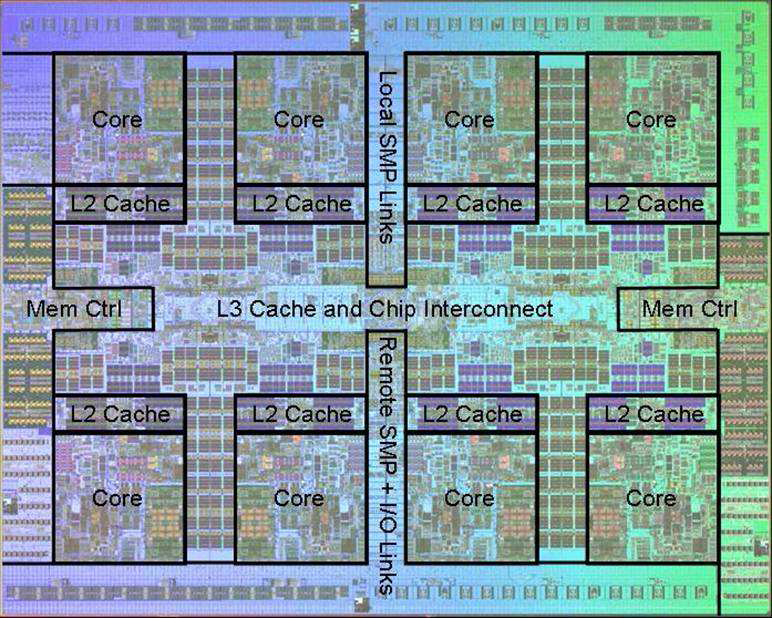 Core
Core
Core
Core
Local SMP Links
L2 Cache
L2 Cache
L2 Cache
L2 Cache
Mem Ctrl
L3 Cache and Chip Interconnect
Mem Ctrl
L2 Cache
L2 Cache
L2 Cache
L2 Cache
Remote SMP + I/O Links
Core
Core
Core
Core